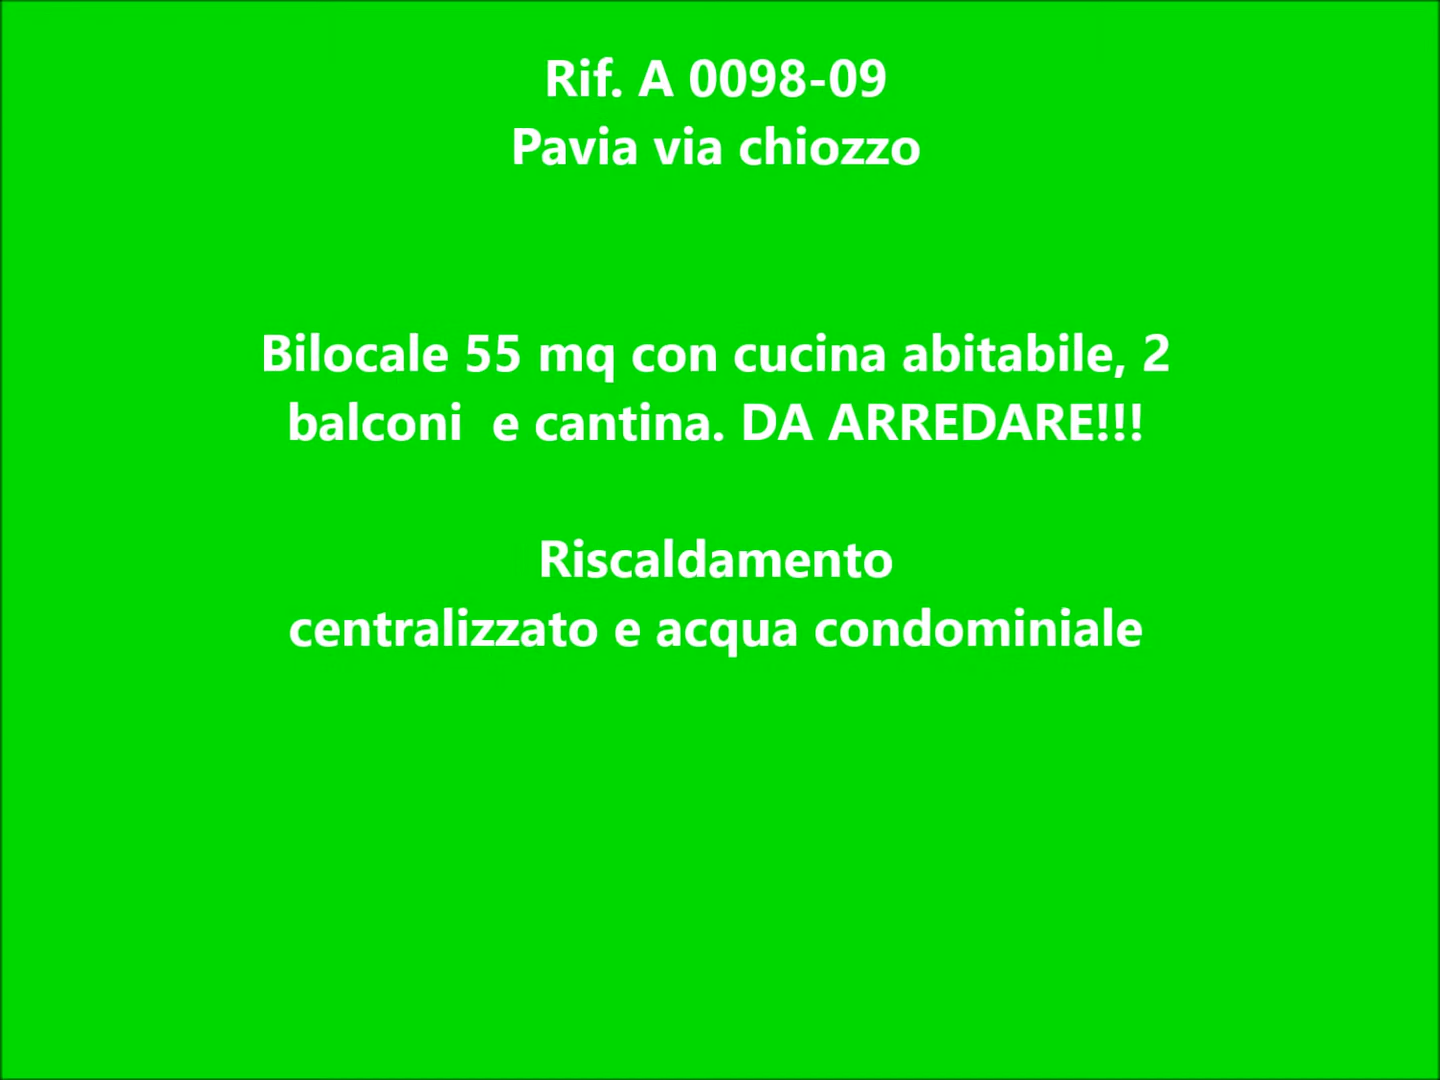 Rif. A 0098-09
Pavia via chiozzo
Bilocale 55 mq con cucina abitabile, 2
balconi  e cantina. DA ARREDARE!!!
Riscaldamento
centralizzato e acqua condominiale